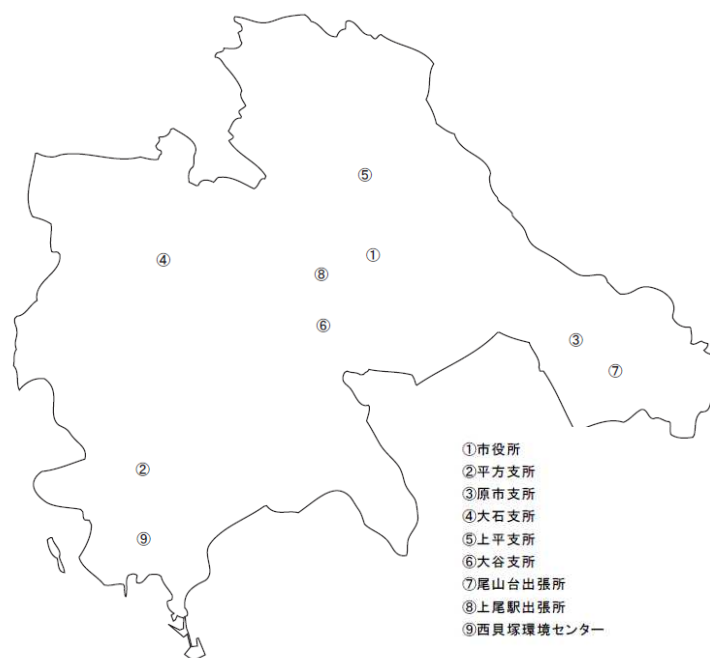 ⑤
①
④
⑧
⑥
③
⑦
②
⑨
①市役所
②平方支所
③原市支所
④大石支所
⑤上平支所
⑥大谷支所
⑦尾山台出張所
⑧上尾駅出張所
⑨西貝塚環境センター